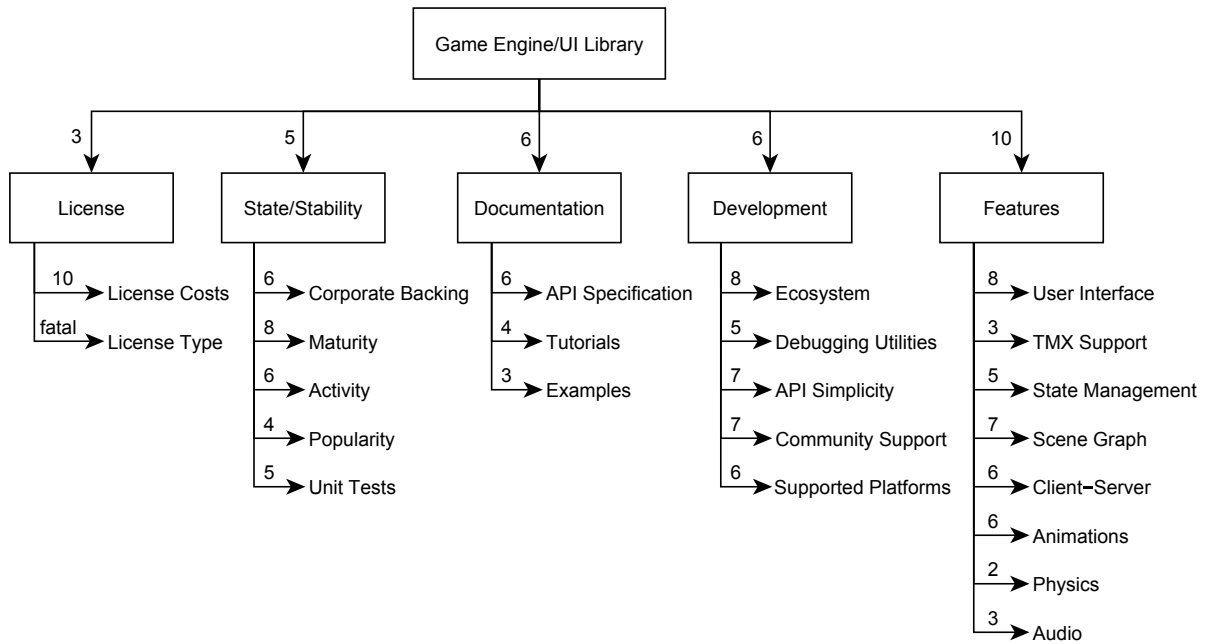 Game Engine/UI Library
3
5
6
6
10
License
State/Stability
Documentation
Development
Features
10
License Costs
fatal
License Type
6
Corporate Backing
8
Maturity
6
Activity
4
Popularity
5
Unit Tests
6
API Specification
4
Tutorials
3
Examples
8
Ecosystem
5
Debugging Utilities
7
API Simplicity
7
Community Support
6
Supported Platforms
8
User Interface
3
TMX Support
5
State Management
7
Scene Graph
6
Client−Server
6
Animations
2
Physics
3
Audio